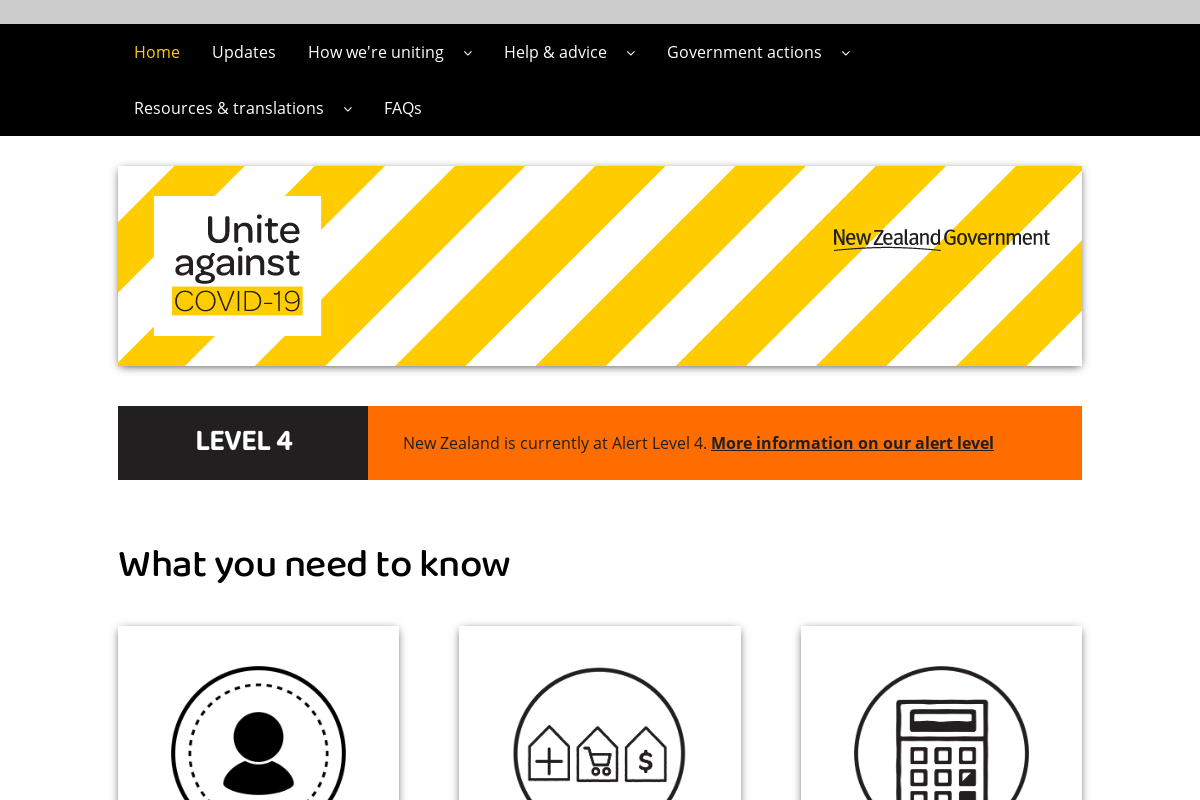 Home Updates How we're uniting Help & advice Government actions
Resources & translations FAQs
Unite
against
COVID-19
New Zealand Government
LEVEL 4
New Zealand is currently at Alert Level 4. More information on our alert level
What you need to know
$